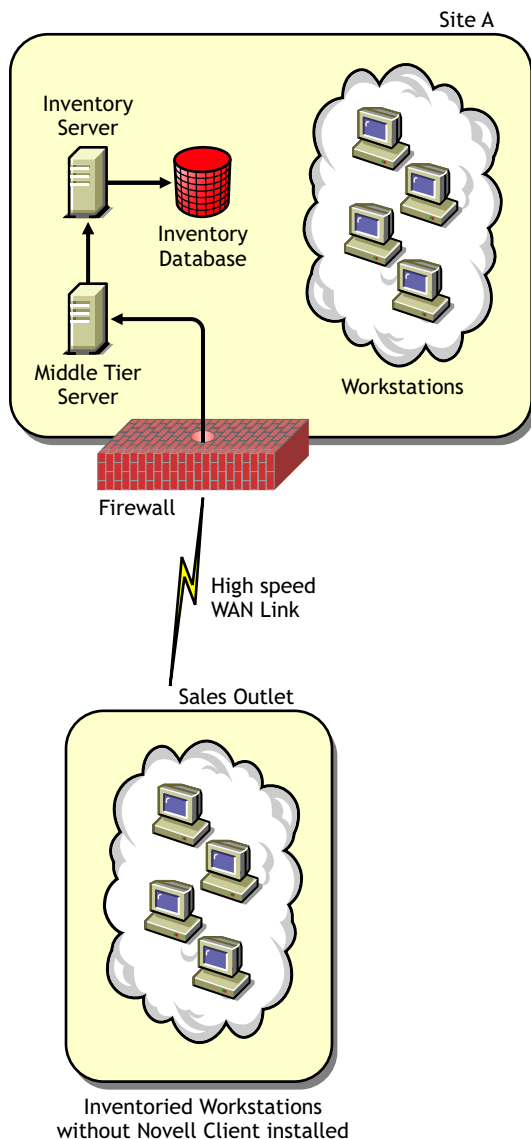 Site A
Inventory
Server
Inventory
Database
Middle Tier
Server
Workstations
Firewall
High speed
WAN Link
Sales Outlet
Inventoried Workstations
without Novell Client installed